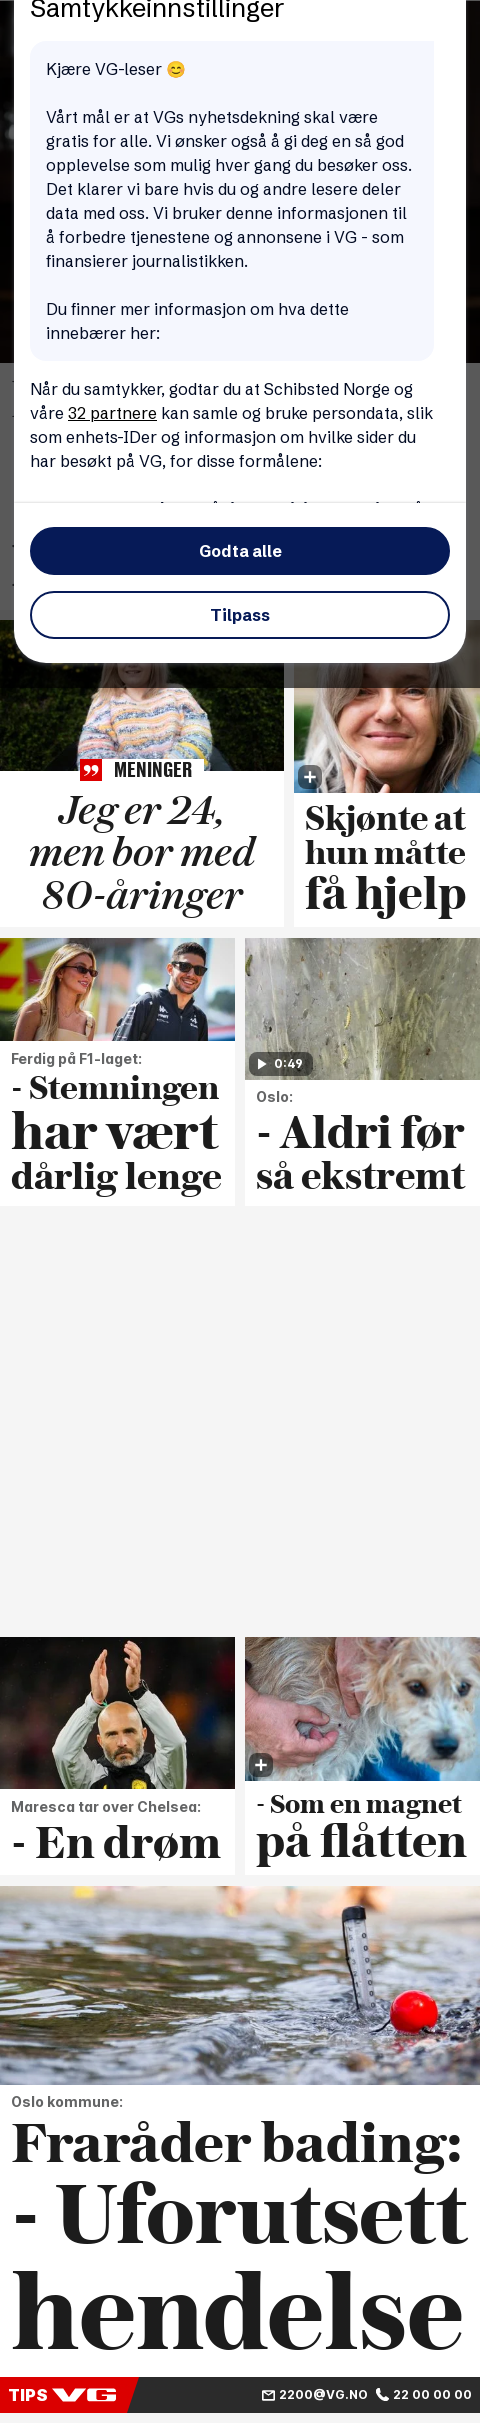 Samtykkeinnstillinger
Kjære VG-leser 😊
Vårt mål er at VGs nyhetsdekning skal være
gratis for alle. Vi ønsker også å gi deg en så god
opplevelse som mulig hver gang du besøker oss.
Det klarer vi bare hvis du og andre lesere deler
data med oss. Vi bruker denne informasjonen til
å forbedre tjenestene og annonsene i VG - som
finansierer journalistikken.
Du finner mer informasjon om hva dette
innebærer her:
Når du samtykker, godtar du at Schibsted Norge og
våre 32 partnere kan samle og bruke persondata, slik
som enhets-IDer og informasjon om hvilke sider du
har besøkt på VG, for disse formålene:
Godta alle
Tilpass
MENINGER
Jeg er 24,
men bor med
80-åringer
Skjønte at
hun måtte
få hjelp
Ferdig på F1-laget:
- Stemningen
har vært
dårlig lenge
0:49
Oslo:
- Aldri før
så ekstremt
Maresca tar over Chelsea:
- En drøm
- Som en magnet
på flåtten
Oslo kommune:
Fraråder bading:
- Uforutsett
hendelse
TIPS VG
2200@VG.NO 22 00 00 00